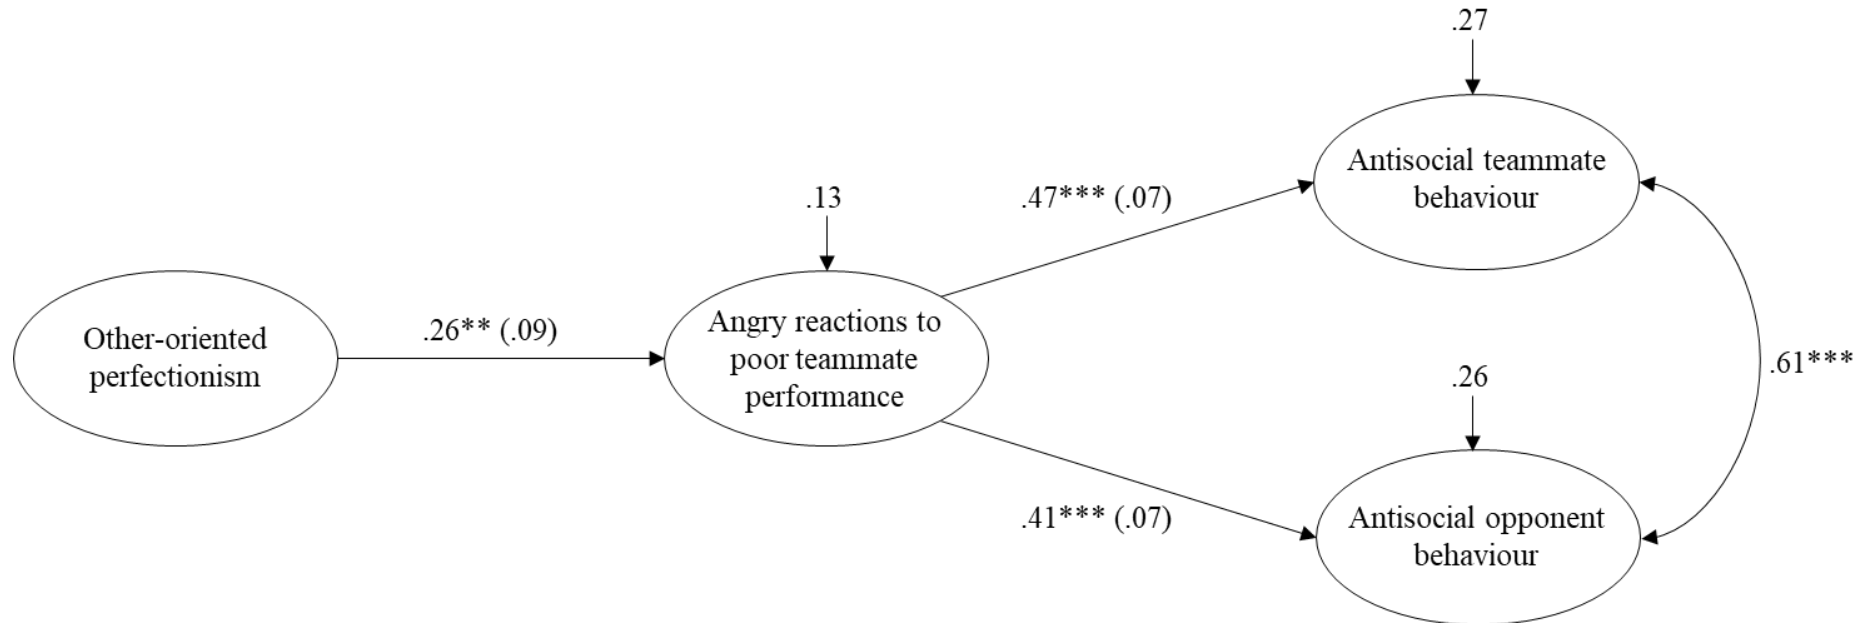 .27
Antisocial teammate
behaviour
.47*** (.07)
.13
Other-oriented
perfectionism
.26** (.09)
Angry reactions to
poor teammate
performance
.61***
.26
.41*** (.07)
Antisocial opponent
behaviour